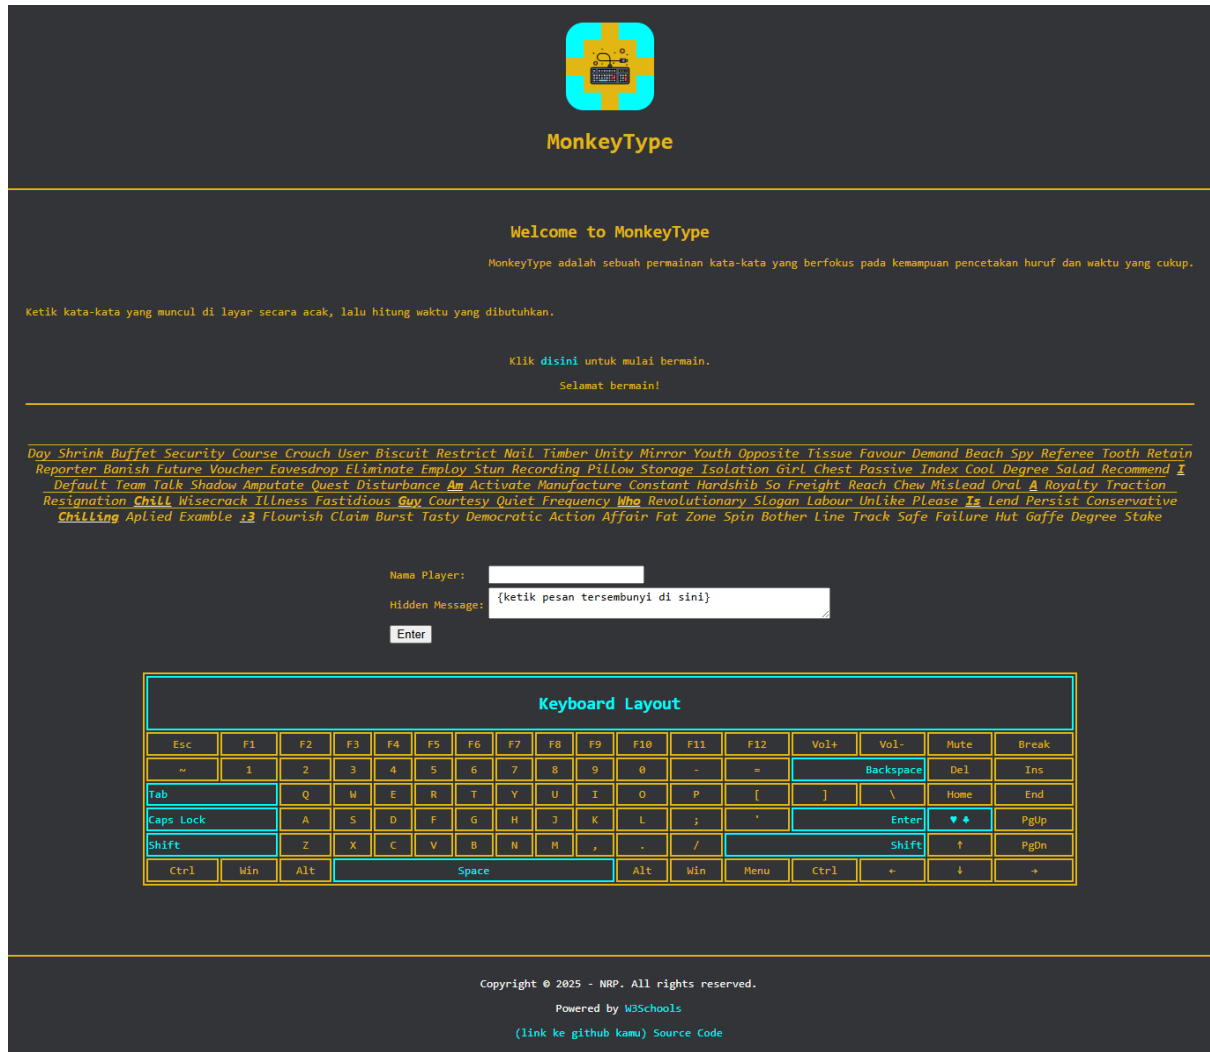 MonkeyType
Welcome to MonkeyType
MonkeyType adalah sebuah permainan kata-kata yang berfokus pada kemampuan pencetakan huruf dan waktu yang cukup.
Ketik kata-kata yang muncul di layar secara acak, lalu hitung waktu yang dibutuhkan.
Klik disini untuk mulai bermain.
Selamat bermain!
Day Shrink Buffet Security Course Crouch User Biscuit Restrict Nail Timber Unity Mirror Youth Opposite Tissue Favour Demand Beach Spy Referee Tooth Retain
Reporter Banish Future Voucher Eavesdrop Eliminate Employ Stun Recording Pillow Storage Isolation Girl Chest Passive Index Cool Degree Salad Recommend I
Default Team Talk Shadow Amputate Quest Disturbance Am Activate Manufacture Constant Hardshib So Freight Reach Chew Mislead Oral A Royalty Traction
Resignation Chill Wisecrack Illness Fastidious Guy Courtesy Quiet Frequency Who Revolutionary Slogan Labour Unlike Please Is Lend Persist Conservative
Chilling Aplied Examble :3 Flourish Claim Burst Tasty Democratic Action Affair Fat Zone Spin Bother Line Track Safe Failure Hut Gaffe Degree Stake
Nama Player:
Hidden Message: {ketik pesan tersembunyi di sini}
Enter
Keyboard Layout
Esc F1 F2 F3 F4 F5 F6 F7 F8 F9 F10 F11 F12 Vol+ Vol- Mute Break
~ 1 2 3 4 5 6 7 8 9 0 - = Backspace Del Ins
Tab Q W E R T Y U I O P [ ] \ Home End
Caps Lock A S D F G H J K L ; ' Enter ♥ ♣ PgUp
Shift Z X C V B N M , . / Shift ↑ PgDn
Ctrl Win Alt Space Alt Win Menu Ctrl ← ↓ →
Copyright © 2025 - NRP. All rights reserved.
Powered by W3Schools
(link ke github kamu) Source Code